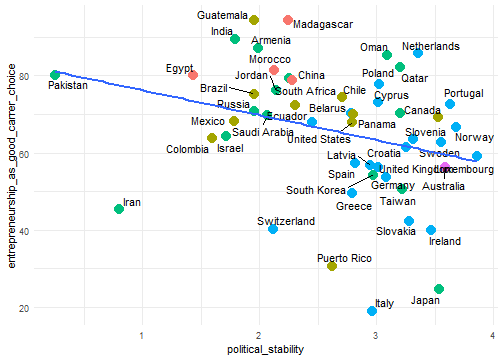 entrepreneurship_as_good_carrer_choice
80
60
40
20
Guatemala
Madagascar
India
Armenia
Oman
Netherlands
Morocco
Egypt
Jordan
China
Poland
Qatar
Pakistan
South Africa
Brazil
Chile
Cyprus
Portugal
Russia
Ecuador
Belarus
Canada
Mexico
Saudi Arabia
Panama
United States
Slovenia
Norway
Colombia
Israel
Latvia
Croatia
Sweden
Spain
United Kingdom
Luxembourg
South Korea
Germany
Australia
Iran
Greece
Taiwan
Switzerland
Slovakia
Ireland
Puerto Rico
Italy
Japan
1
2
3
4
political_stability